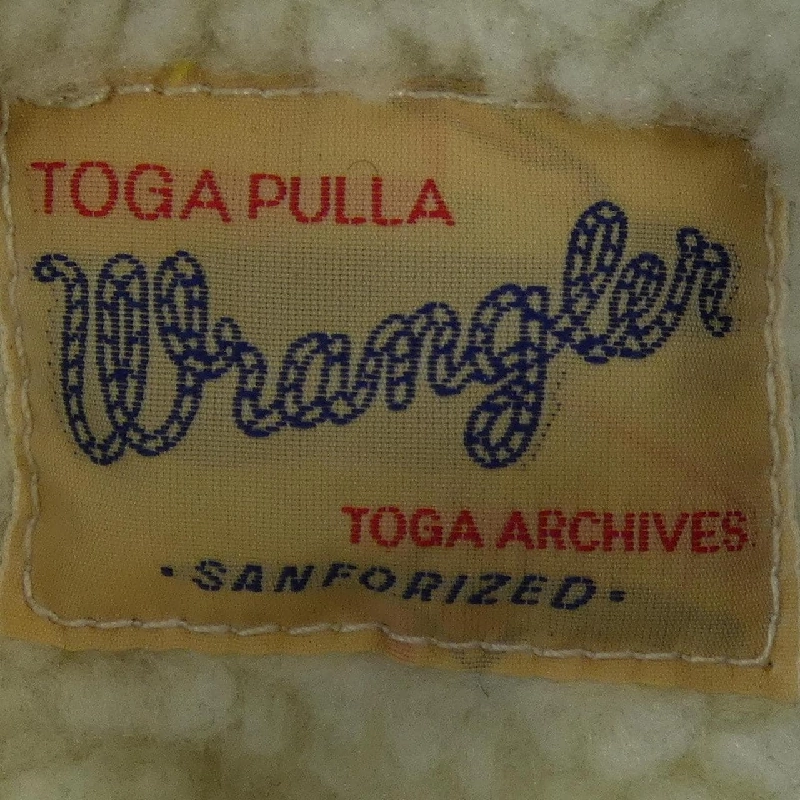 TOGA PULLA
Wrangler
TOGA ARCHIVES
·SANFORIZED·